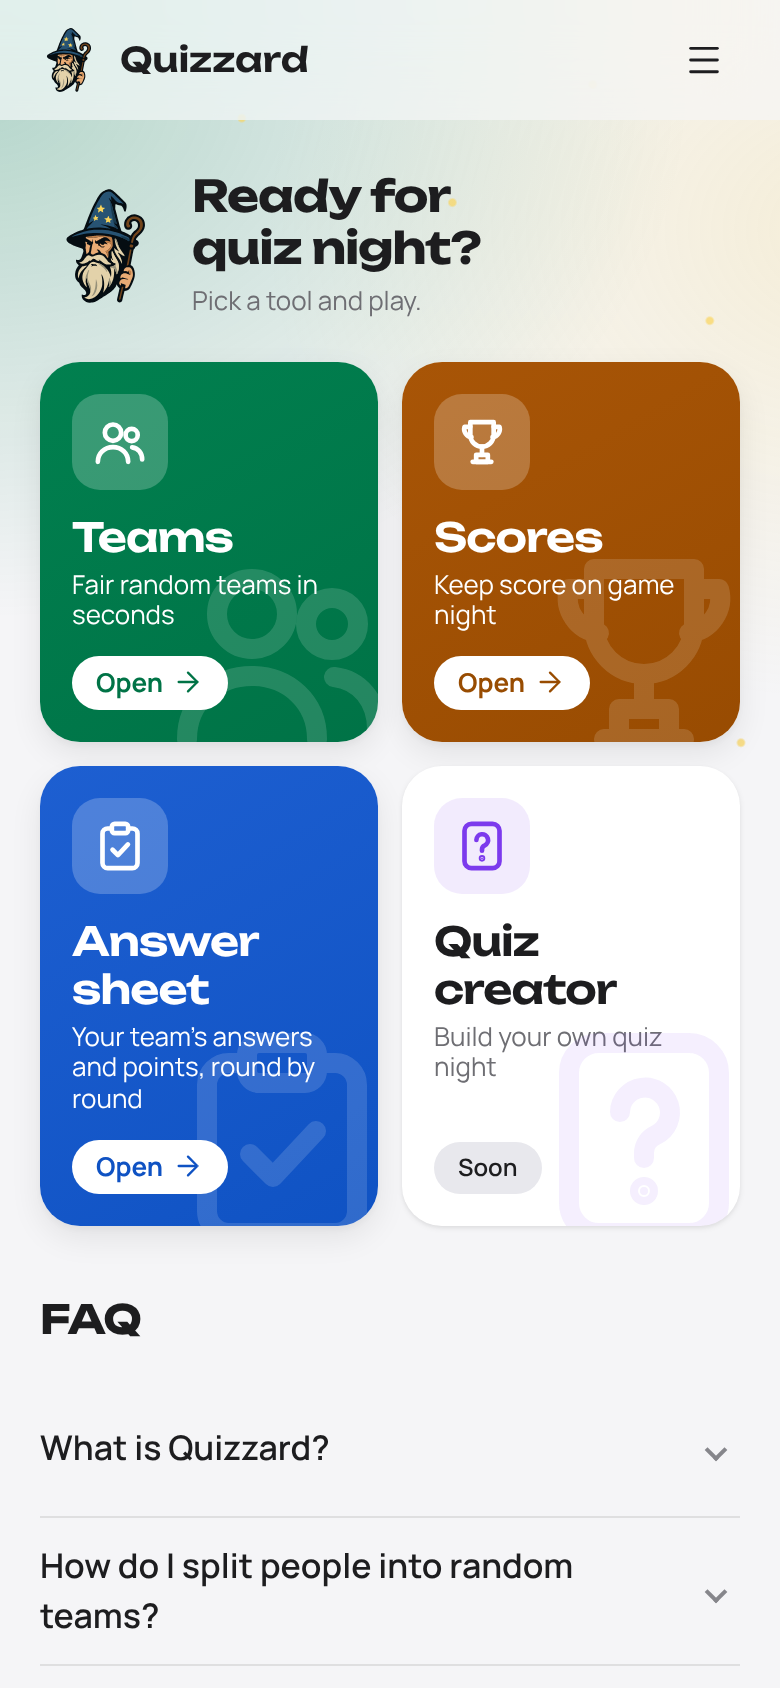 Quizzard
Ready for
quiz night?
Pick a tool and play.
Teams
Fair random teams in
seconds
Open
Scores
Keep score on game
night
Open
Answer
sheet
Your team's answers
and points, round by
round
Open
Quiz
creator
Build your own quiz
night
Soon
FAQ
What is Quizzard?
How do I split people into random
teams?